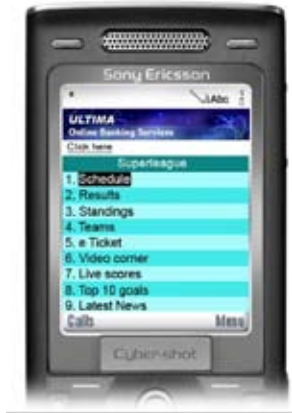 Sony Ericsson
Abc
ULTIMA
Online Banking Services
Click here
Superleague
1. Schedule
2. Results
3. Standings
4. Teams
5. e Ticket
6. Video corner
7. Live scores
8. Top 10 goals
9. Latest News
Calls Menu
Cyber-shot